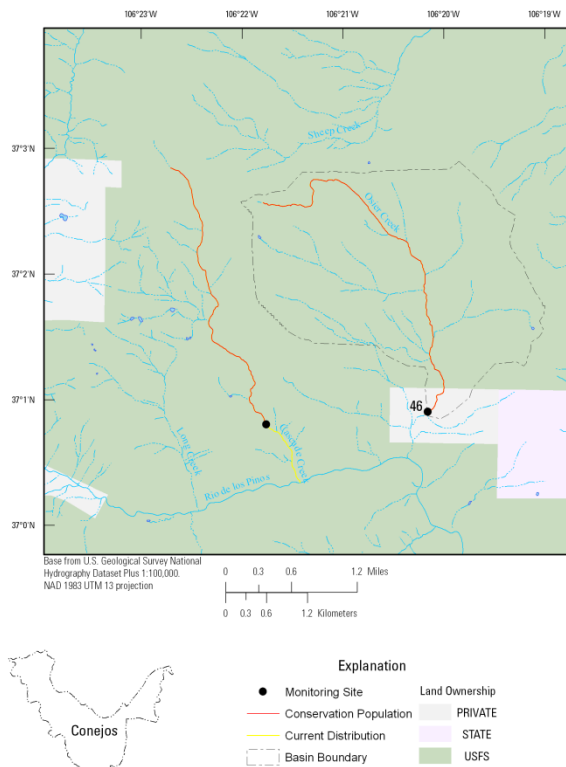 106°23'W 106°22'W 106°21'W 106°20'W 106°19'W
37°3'N
37°2'N
37°1'N
37°0'N
Sheep Creek
Osier Creek
46
Long Creek
Cascade Creek
Rio de los Pinos
Base from U.S. Geological Survey National
Hydrography Dataset Plus 1:100,000.
NAD 1983 UTM 13 projection
0 0.3 0.6 1.2 Miles
0 0.3 0.6 1.2 Kilometers
Conejos
Explanation
Monitoring Site
Conservation Population
Current Distribution
Basin Boundary
Land Ownership
PRIVATE
STATE
USFS